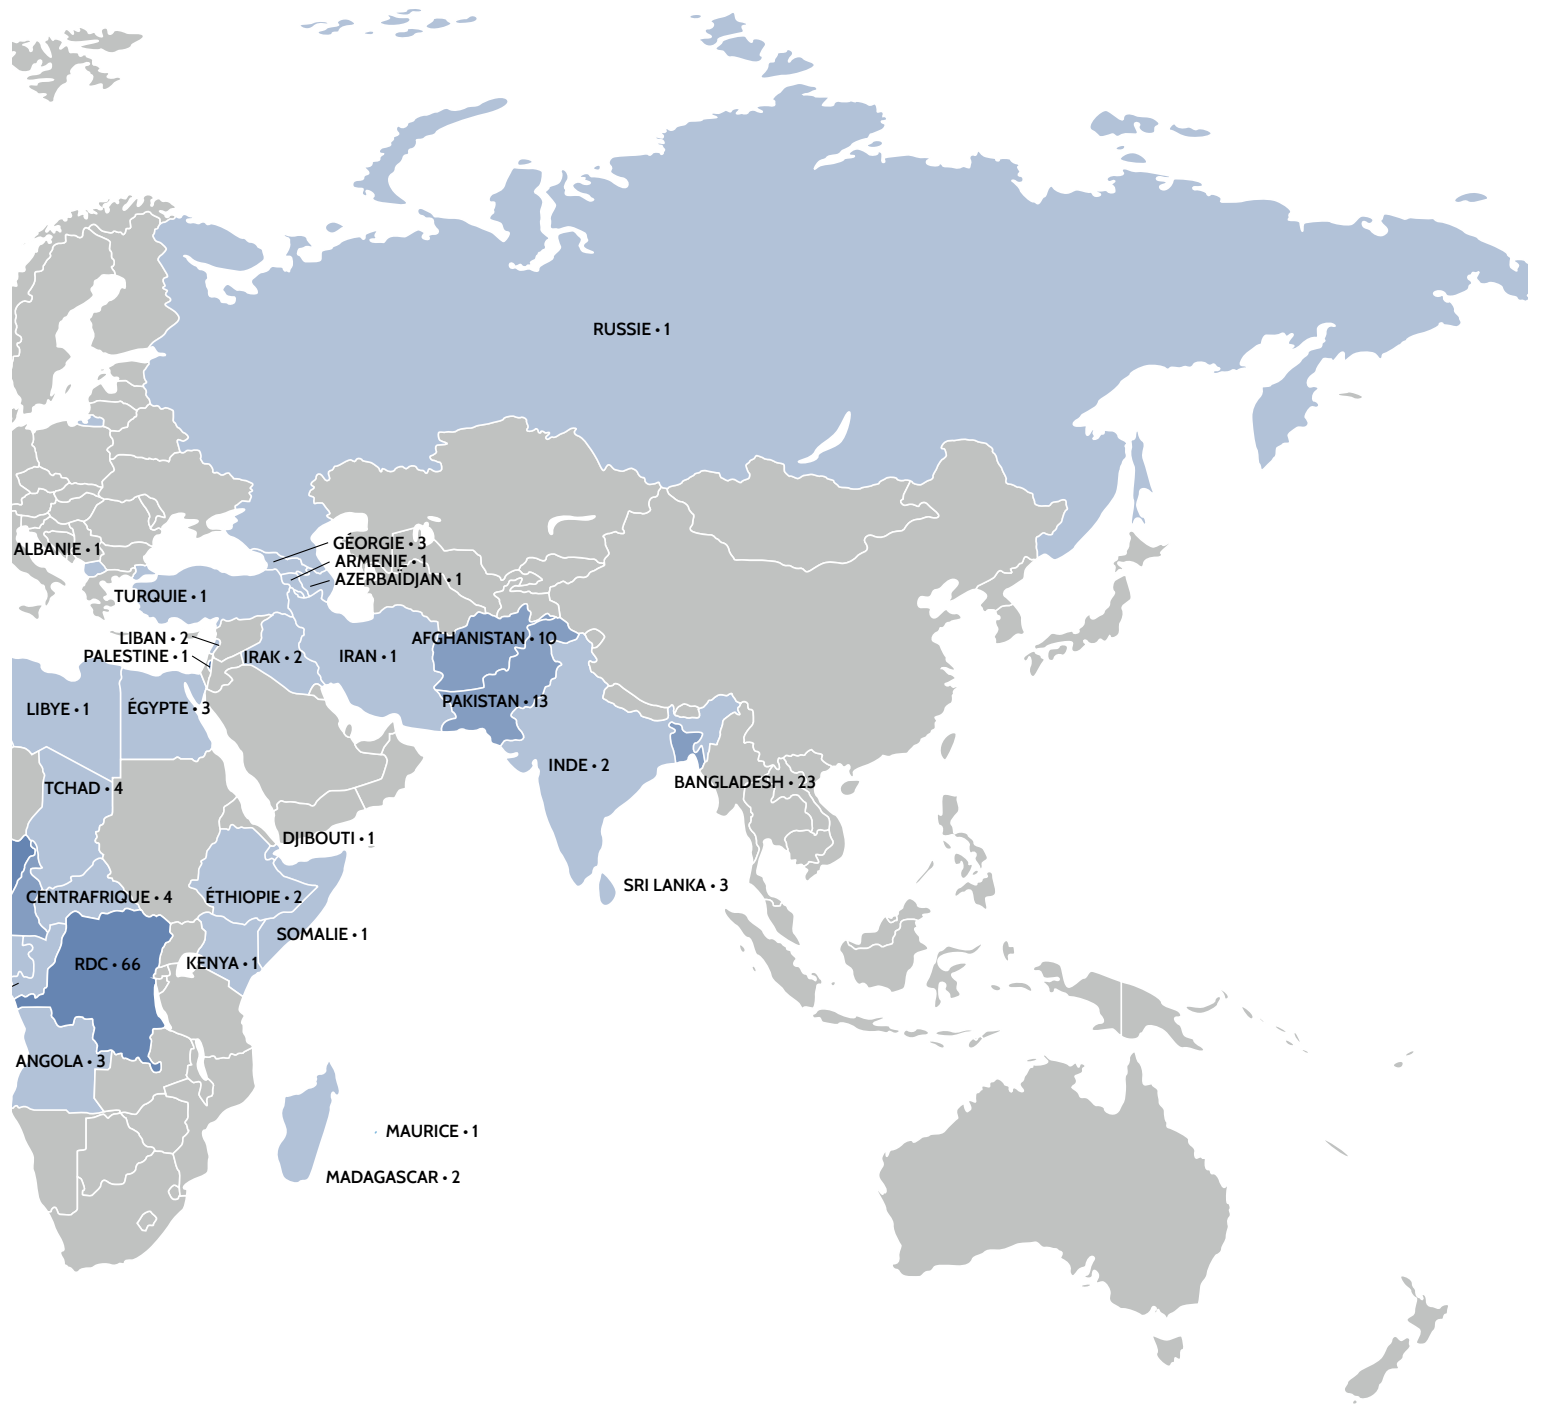 RUSSIE • 1
GÉORGIE • 3
ALBANIE • 1
ARMENIE • 1
AZERBAÏDJAN • 1
TURQUIE • 1
LIBAN • 2
AFGHANISTAN • 10
PALESTINE • 1
IRAK • 2
IRAN • 1
PAKISTAN • 13
LIBYE • 1
ÉGYPTE • 3
INDE • 2
BANGLADESH • 23
TCHAD • 4
DJIBOUTI • 1
SRI LANKA • 3
CENTRAFRIQUE • 4
ÉTHIOPIE • 2
SOMALIE • 1
RDC • 66
KENYA • 1
ANGOLA • 3
MAURICE • 1
MADAGASCAR • 2